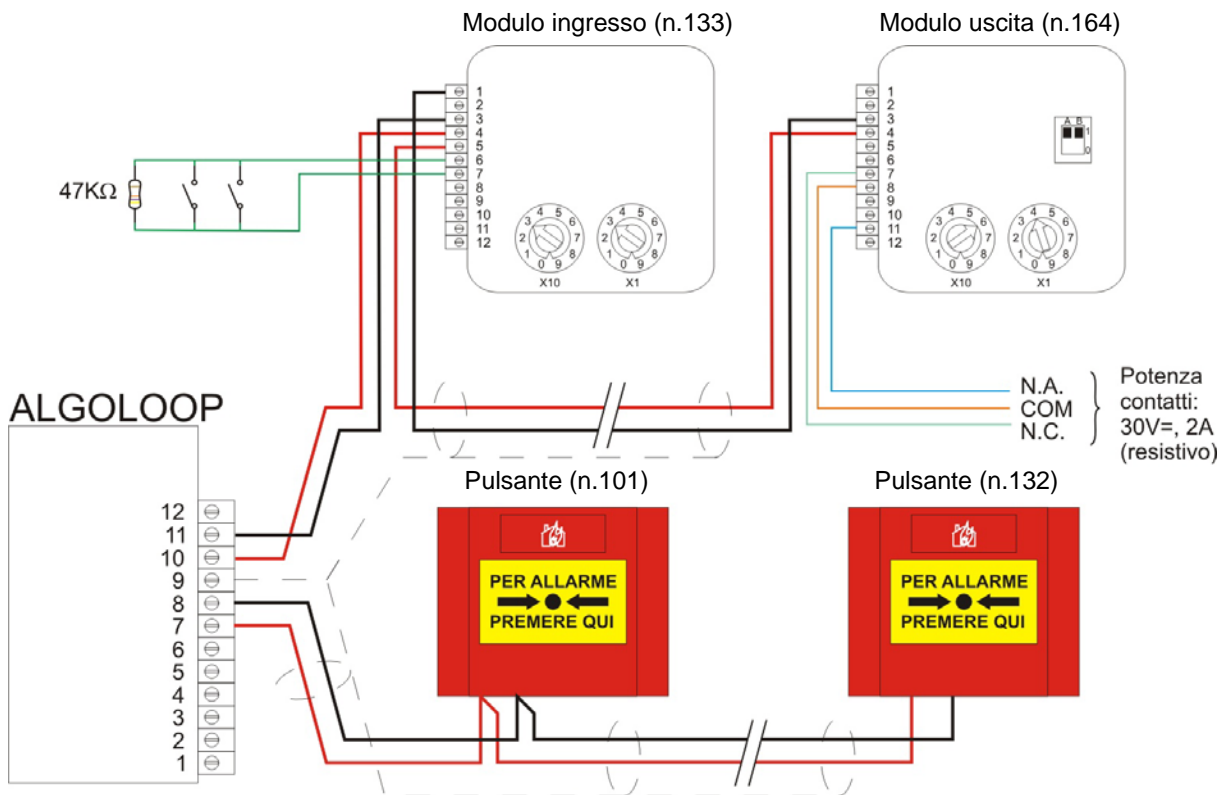 Modulo ingresso (n.133)
1
2
3
4
5
6
7
8
9
10
11
12
0 1 2 3 4 5 6 7 8 9
X10
0 1 2 3 4 5 6 7 8 9
X1
Modulo uscita (n.164)
1
2
3
4
5
6
7
8
9
10
11
12
A B
1
0
0 1 2 3 4 5 6 7 8 9
X10
0 1 2 3 4 5 6 7 8 9
X1
47KΩ
N.A.
COM
N.C.
Potenza
contatti:
30V=, 2A
(resistivo)
ALGOLOOP
12
11
10
9
8
7
6
5
4
3
2
1
Pulsante (n.101)
PER ALLARME
PREMERE QUI
Pulsante (n.132)
PER ALLARME
PREMERE QUI